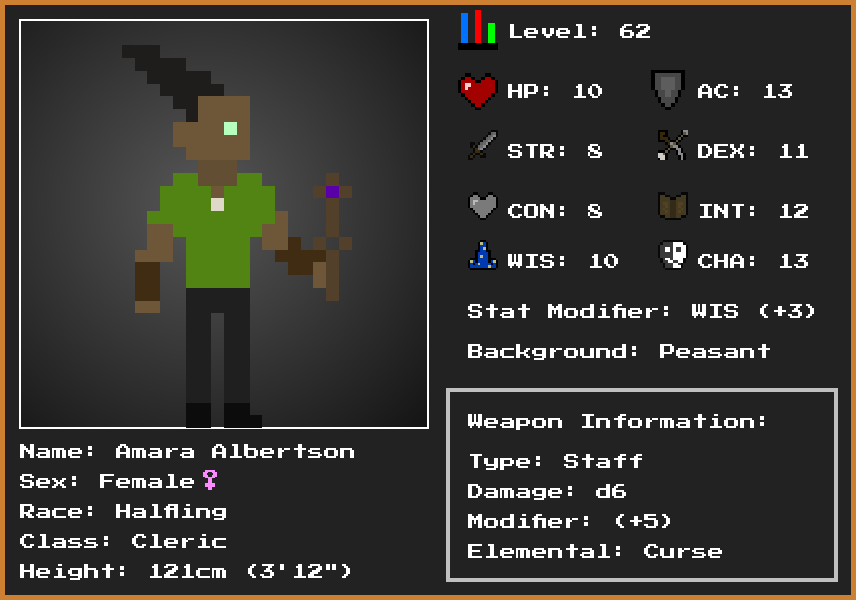 Level: 62
HP: 10
AC: 13
STR: 8
DEX: 11
CON: 8
INT: 12
WIS: 10
CHA: 13
Stat Modifier: WIS (+3)
Background: Peasant
Weapon Information:
Type: Staff
Damage: d6
Modifier: (+5)
Elemental: Curse
Name: Amara Albertson
Sex: Female♀
Race: Halfling
Class: Cleric
Height: 121cm (3'12")